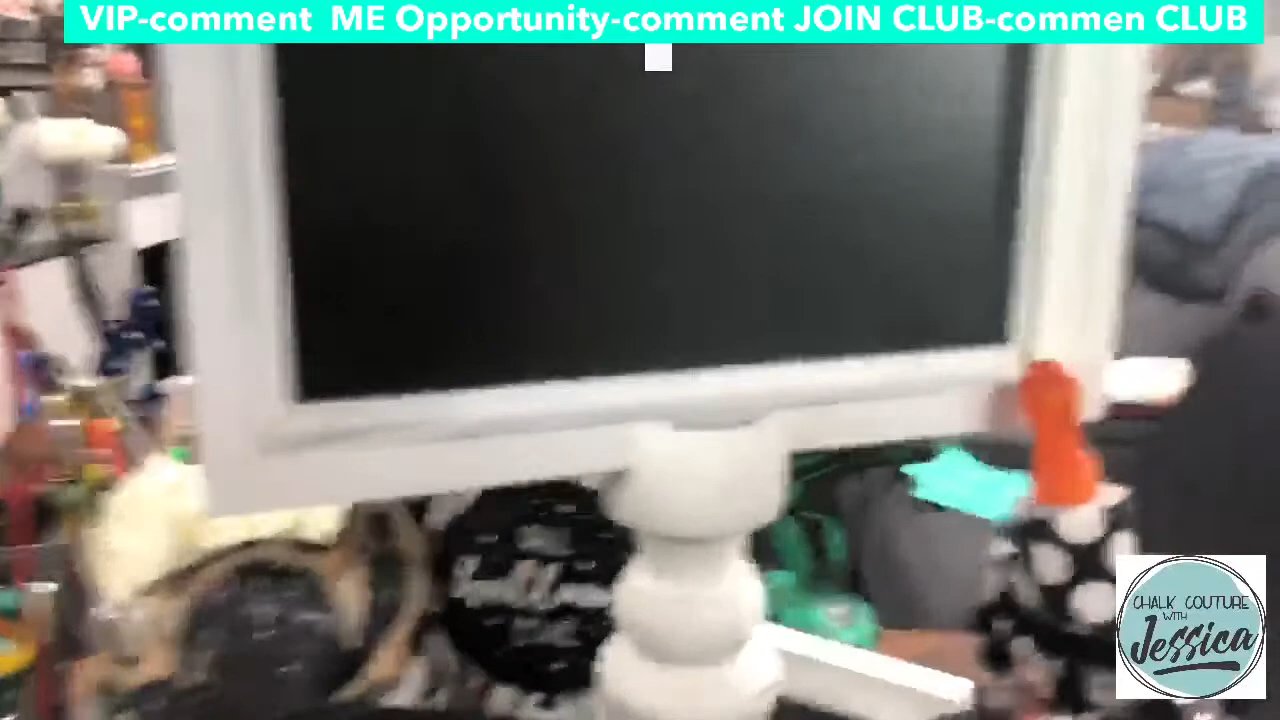 VIP-comment ME Opportunity-comment JOIN CLUB-commen CLUB
CHALK COUTURE
WITH
Jessica